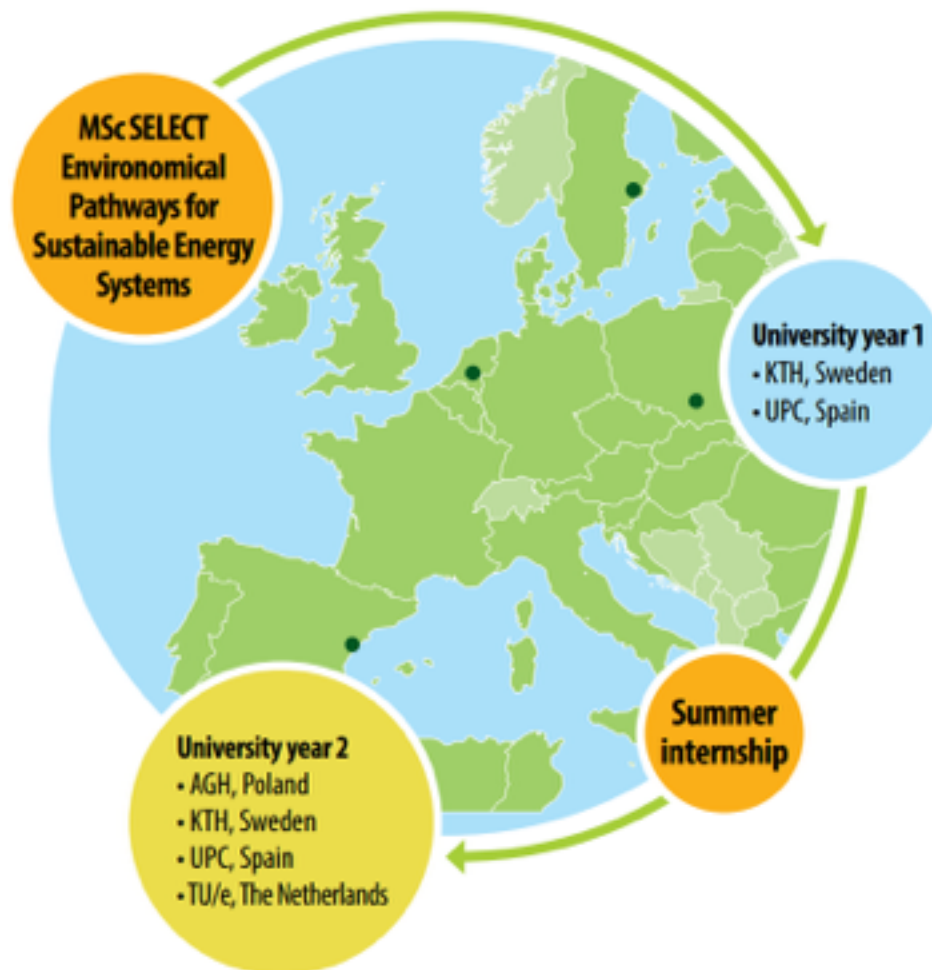 MSc SELECT
Environomical
Pathways for
Sustainable Energy
Systems
University year 1
• KTH, Sweden
• UPC, Spain
Summer
internship
University year 2
• AGH, Poland
• KTH, Sweden
• UPC, Spain
• TU/e, The Netherlands